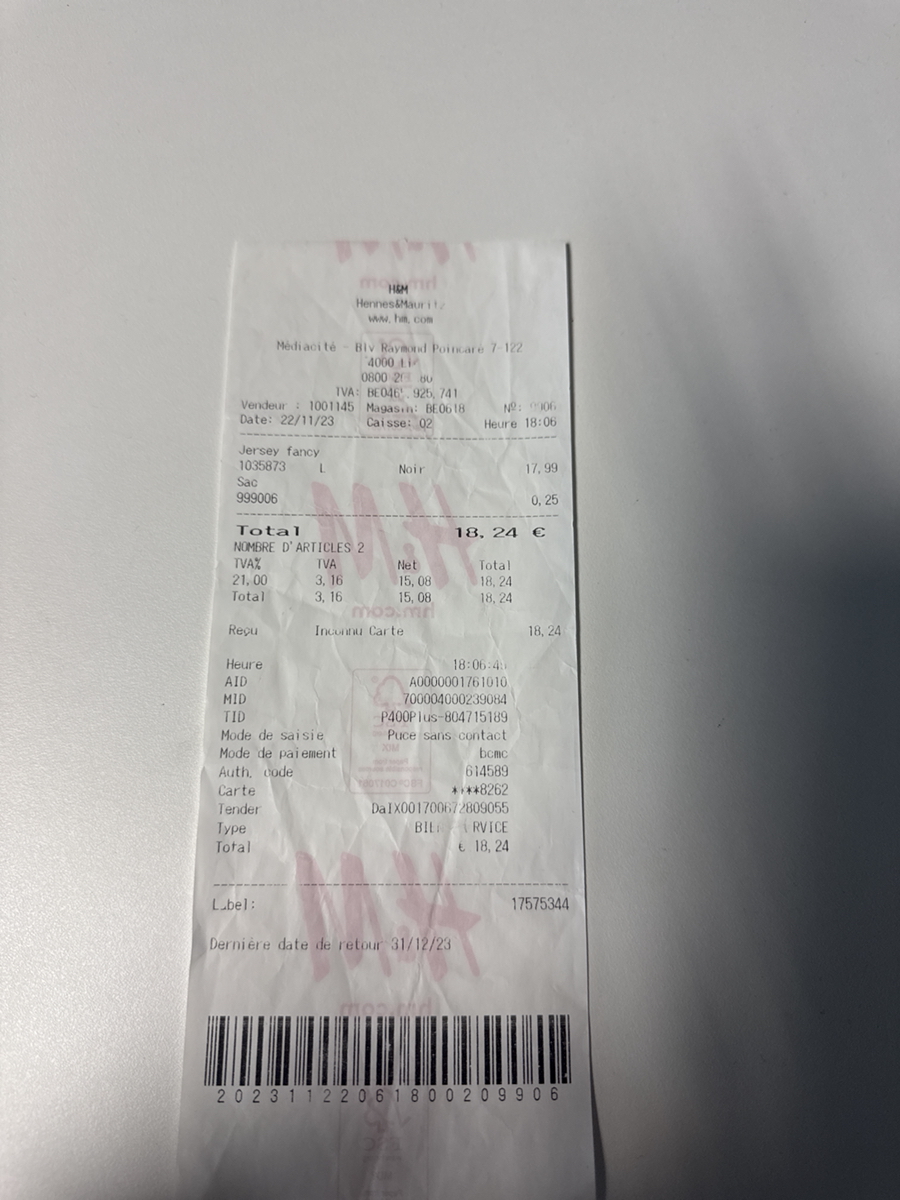 H&M
Hennes&Mauritz
www.hm.com
Médiacité - Blv Raymond Poincaré 7-122
4000
0800
TVA: 925,741
Vendeur : 1001145 Magasin: BE0618 Nº:
Date: 22/11/23 Caisse: 02 Heure 18:06
Jersey fancy
1035873 L Noir 17,99
Sac
999006 0,25
Total 18,24 €
NOMBRE D'ARTICLES 2
TVA% TVA Net Total
21,00 3,16 15,08 18,24
Total 3,16 15,08 18,24
Reçu Inconnu Carte 18,24
Heure
AID A0000001761010
MID 700004000239084
TID P400Plus-804715189
Mode de saisie Puce sans contact
Mode de paiement bcmc
Auth. code 614589
Carte ****8262
Tender DalX001700672809055
Type
Total € 18,24
Label: 17575344
Dernière date de retour 31/12/23
20231122061800209906